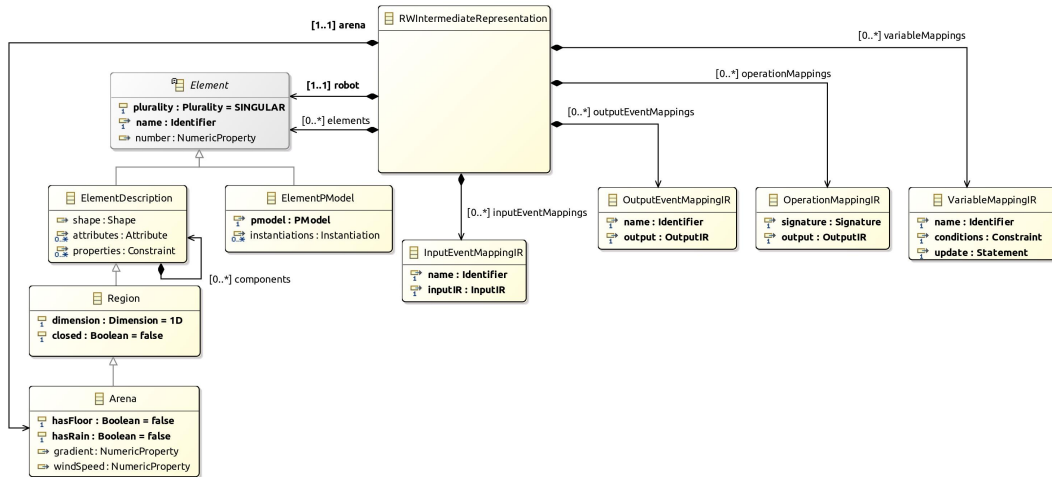 RWIntermediateRepresentation
[1..1] arena
[0..*] variableMappings
[0..*] operationMappings
[1..1] robot
[0..*] elements
[0..*] outputEventMappings
[0..*] inputEventMappings
Element
plurality : Plurality = SINGULAR
name : Identifier
number : NumericProperty
ElementDescription
shape : Shape
attributes : Attribute
properties : Constraint
[0..*] components
ElementPModel
pmodel : PModel
instantiations : Instantiation
InputEventMappingIR
name : Identifier
inputIR : InputIR
OutputEventMappingIR
name : Identifier
output : OutputIR
OperationMappingIR
signature : Signature
output : OutputIR
VariableMappingIR
name : Identifier
conditions : Constraint
update : Statement
Region
dimension : Dimension = 1D
closed : Boolean = false
Arena
hasFloor : Boolean = false
hasRain : Boolean = false
gradient : NumericProperty
windSpeed : NumericProperty